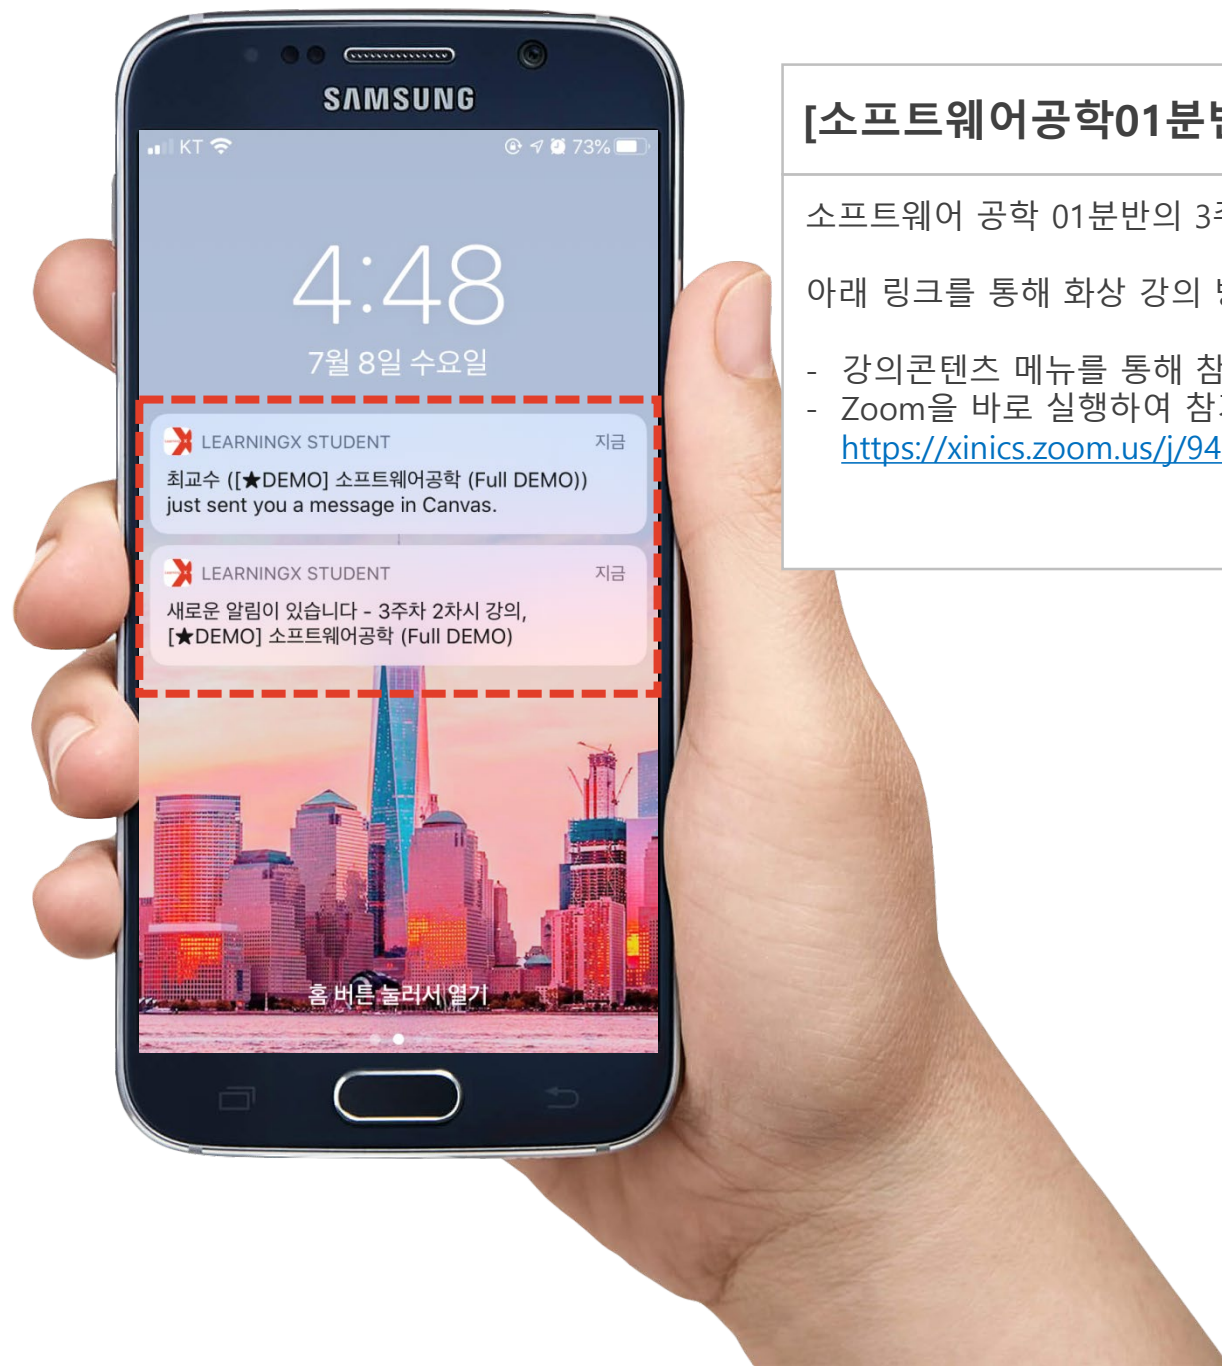 SAMSUNG
KT 73%
4:48
7월 8일 수요일
LEARNINGX STUDENT 지금
최교수 ([★DEMO] 소프트웨어공학 (Full DEMO))
just sent you a message in Canvas.
LEARNINGX STUDENT 지금
새로운 알림이 있습니다 - 3주차 2차시 강의,
[★DEMO] 소프트웨어공학 (Full DEMO)
홈 버튼 눌러서 열기
[소프트웨어공학01분반
소프트웨어 공학 01분반의
아래 링크를 통해 화상 강의
- 강의콘텐츠 메뉴를 통해
- Zoom을 바로 실행하여
https://xinics.zoom.us/j/94